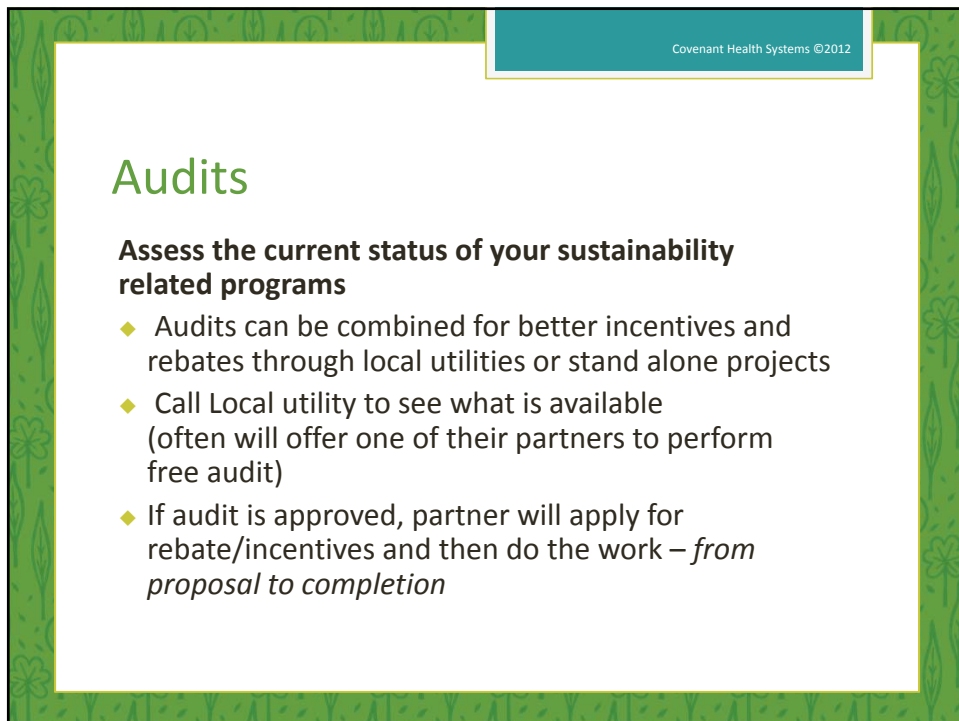 Covenant Health Systems ©2012
Audits
Assess the current status of your sustainability
related programs
◆ Audits can be combined for better incentives and
rebates through local utilities or stand alone projects
◆ Call Local utility to see what is available
(often will offer one of their partners to perform
free audit)
◆ If audit is approved, partner will apply for
rebate/incentives and then do the work – from
proposal to completion